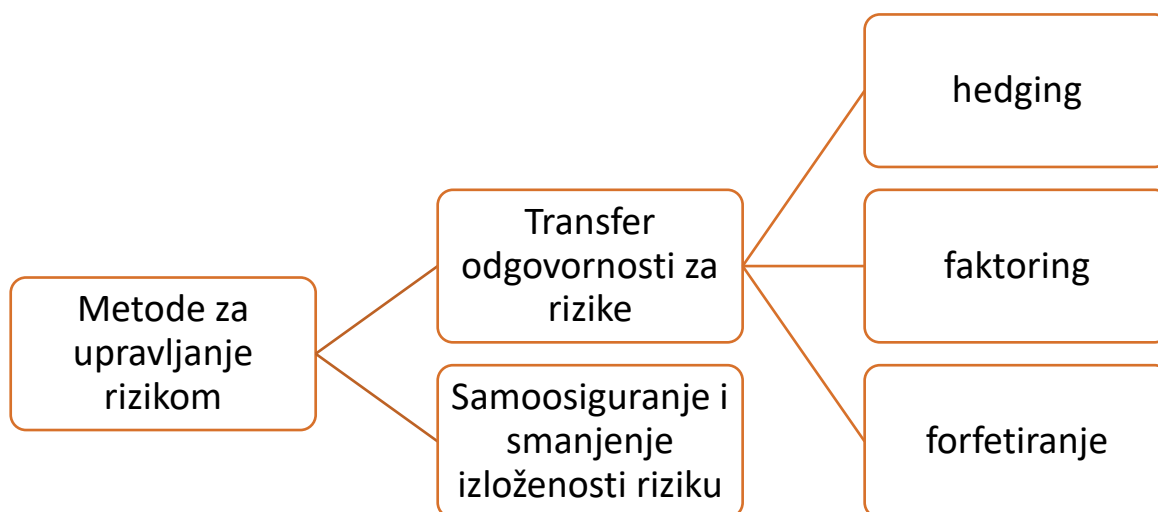 Metode za
upravljanje
rizikom
Transfer
odgovornosti za
rizike
Samoosiguranje i
smanjenje
izloženosti riziku
hedging
faktoring
forfetiranje